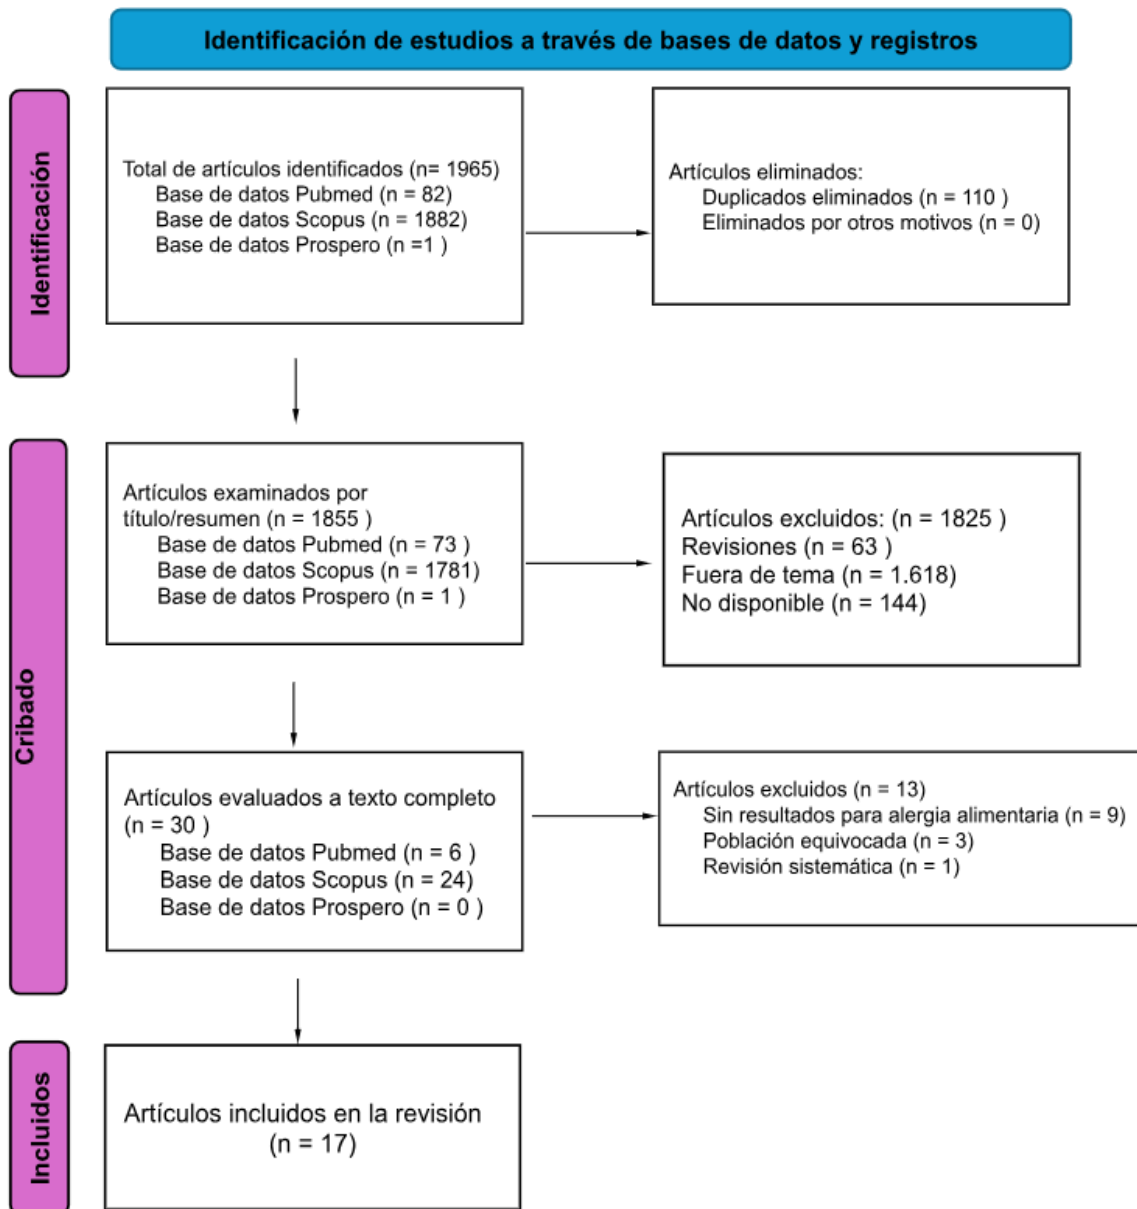 Identificación de estudios a través de bases de datos y registros
Identificación
Total de artículos identificados (n= 1965)
Base de datos Pubmed (n = 82)
Base de datos Scopus (n = 1882)
Base de datos Prospero (n =1 )
Artículos eliminados:
Duplicados eliminados (n = 110 )
Eliminados por otros motivos (n = 0)
Cribado
Artículos examinados por
título/resumen (n = 1855 )
Base de datos Pubmed (n = 73 )
Base de datos Scopus (n = 1781)
Base de datos Prospero (n = 1 )
Artículos excluidos: (n = 1825 )
Revisiones (n = 63 )
Fuera de tema (n = 1.618)
No disponible (n = 144)
Artículos evaluados a texto completo
(n = 30 )
Base de datos Pubmed (n = 6 )
Base de datos Scopus (n = 24)
Base de datos Prospero (n = 0 )
Artículos excluidos (n = 13)
Sin resultados para alergia alimentaria (n = 9)
Población equivocada (n = 3)
Revisión sistemática (n = 1)
Incluidos
Artículos incluidos en la revisión
(n = 17)